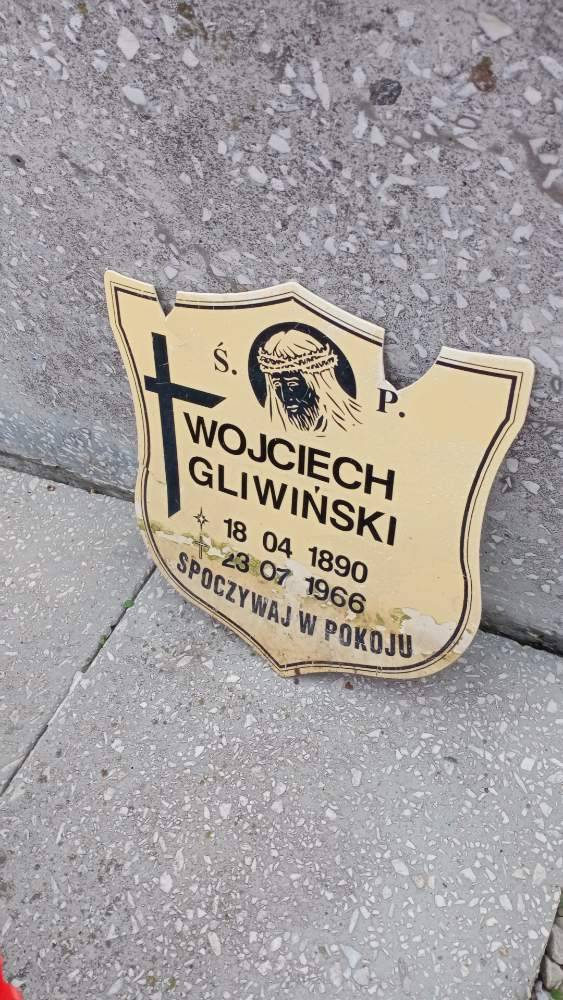 Ś. P.
WOJCIECH
GLIWIŃSKI
18 04 1890
23 07 1966
SPOCZYWAJ W POKOJU